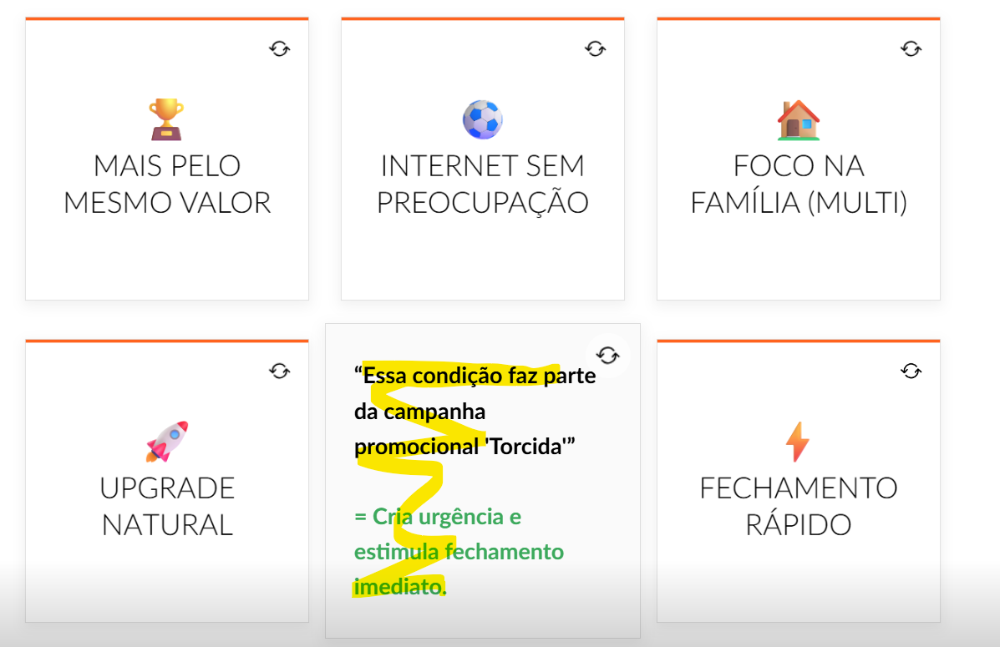 MAIS PELO
MESMO VALOR
INTERNET SEM
PREOCUPAÇÃO
FOCO NA
FAMÍLIA (MULTI)
UPGRADE
NATURAL
“Essa condição faz parte
da campanha
promocional 'Torcida'”
= Cria urgência e
estimula fechamento
imediato.
FECHAMENTO
RÁPIDO